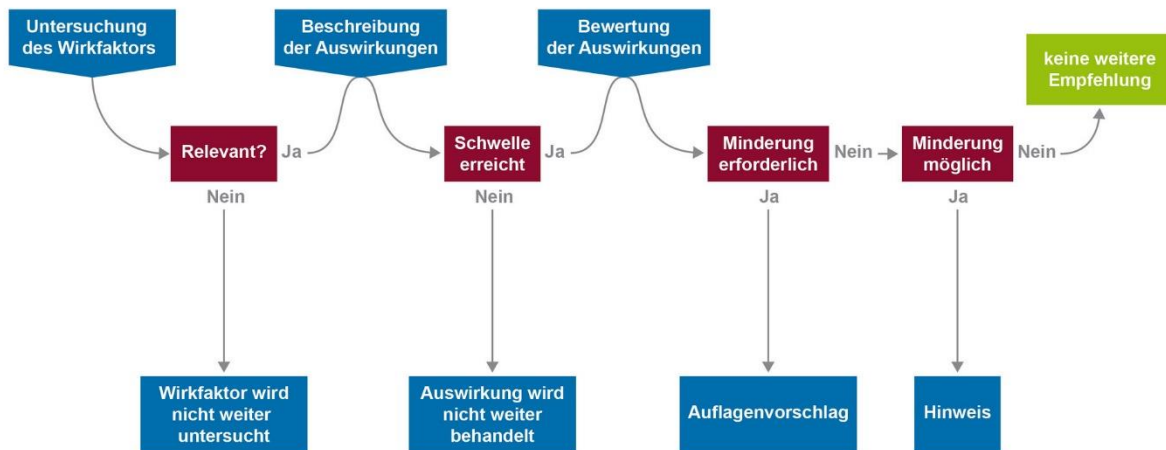 Untersuchung
des Wirkfaktors
Beschreibung
der Auswirkungen
Bewertung
der Auswirkungen
keine weitere
Empfehlung
Relevant?
Ja
Schwelle
erreicht
Ja
Minderung
erforderlich
Nein
Minderung
möglich
Nein
Nein
Nein
Ja
Ja
Wirkfaktor wird
nicht weiter
untersucht
Auswirkung wird
nicht weiter
behandelt
Auflagenvorschlag
Hinweis